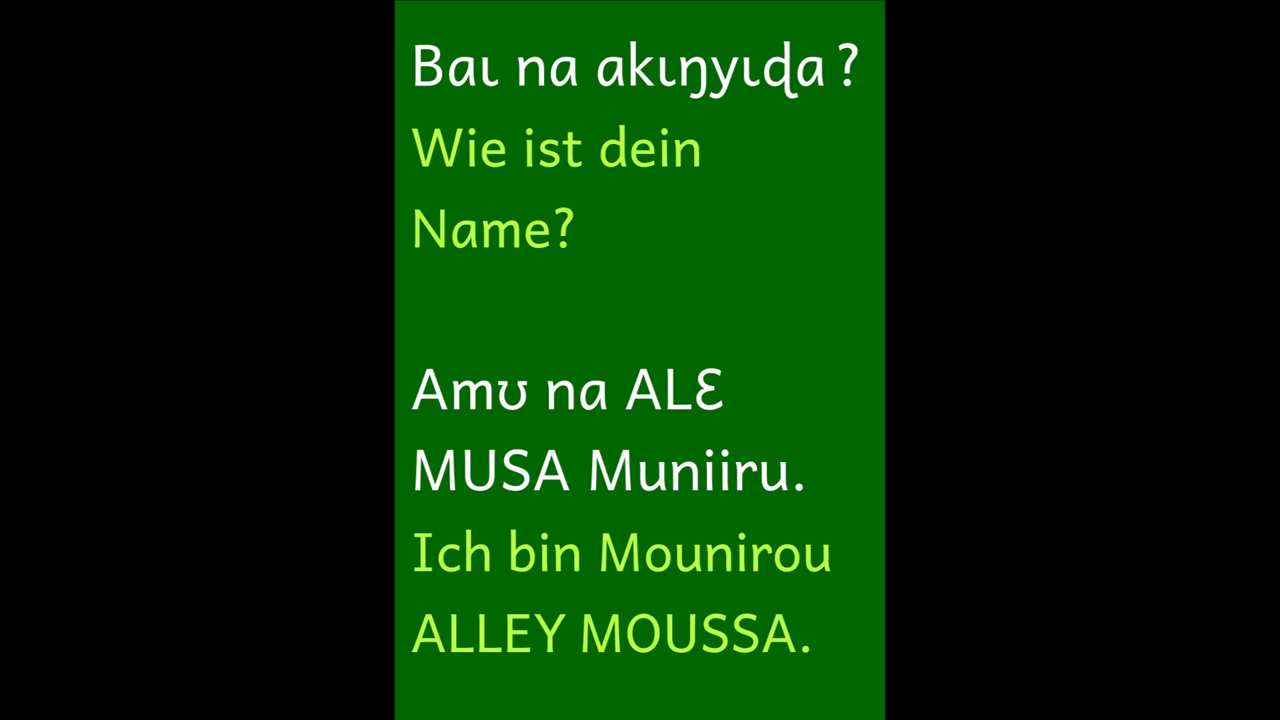 Baɩ na akɩŋyɩɖa ?
Wie ist dein
Name?
Amʊ na ALƐ
MUSA Muniiru.
Ich bin Mounirou
ALLEY MOUSSA.